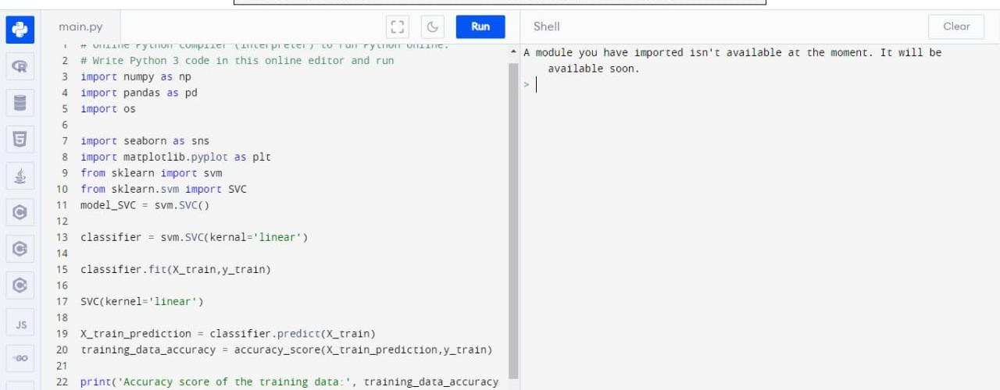 main.py
Run
Shell
Clear
1 # Online Python compiler (interpreter) to run Python online.
2 # Write Python 3 code in this online editor and run
3 import numpy as np
4 import pandas as pd
5 import os
6
7 import seaborn as sns
8 import matplotlib.pyplot as plt
9 from sklearn import svm
10 from sklearn.svm import SVC
11 model_SVC = svm.SVC()
12
13 classifier = svm.SVC(kernal='linear')
14
15 classifier.fit(X_train,y_train)
16
17 SVC(kernel='linear')
18
19 X_train_prediction = classifier.predict(X_train)
20 training_data_accuracy = accuracy_score(X_train_prediction,y_train)
21
22 print('Accuracy score of the training data:', training_data_accuracy
A module you have imported isn't available at the moment. It will be
available soon.
>
R
5
C
C
C
JS
GO